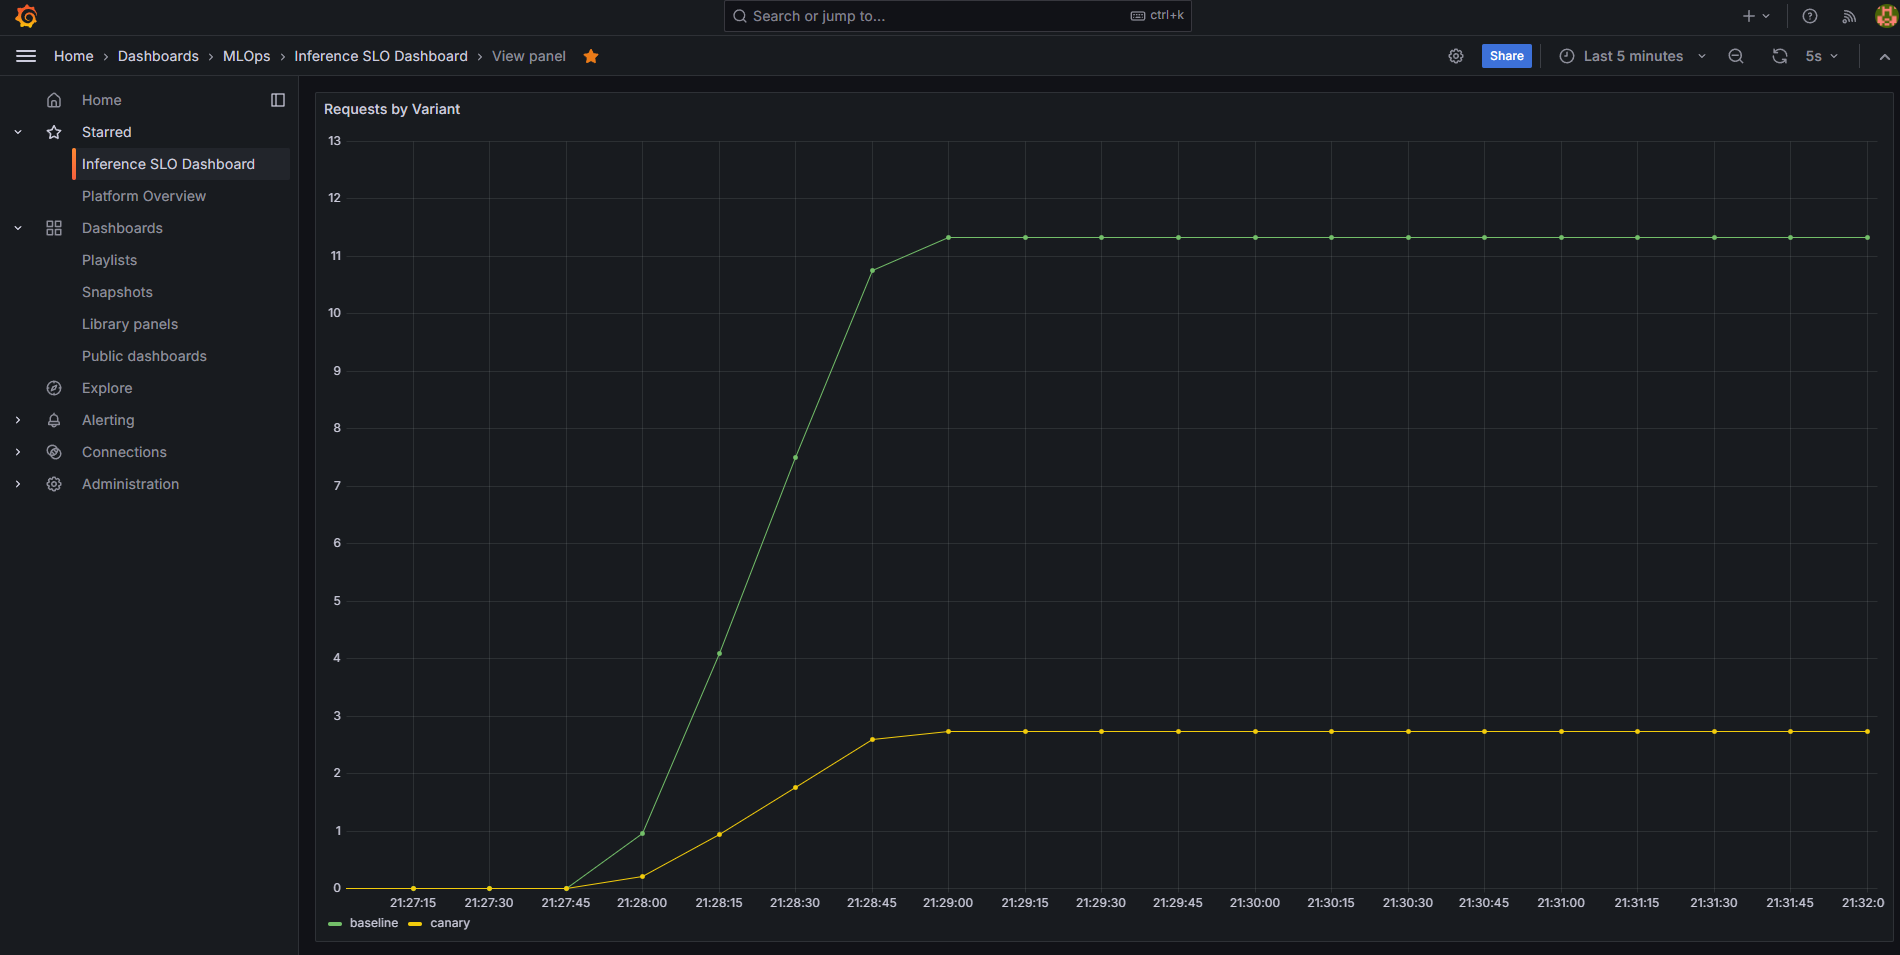 Search or jump to...
ctrl+k
Home › Dashboards › MLOps › Inference SLO Dashboard › View panel
Share
Last 5 minutes
5s
Home
Starred
Inference SLO Dashboard
Platform Overview
Dashboards
Playlists
Snapshots
Library panels
Public dashboards
Explore
Alerting
Connections
Administration
Requests by Variant
13
12
11
10
9
8
7
6
5
4
3
2
1
0
21:27:15 21:27:30 21:27:45 21:28:00 21:28:15 21:28:30 21:28:45 21:29:00 21:29:15 21:29:30 21:29:45 21:30:00 21:30:15 21:30:30 21:30:45 21:31:00 21:31:15 21:31:30 21:31:45 21:32:0
baseline canary